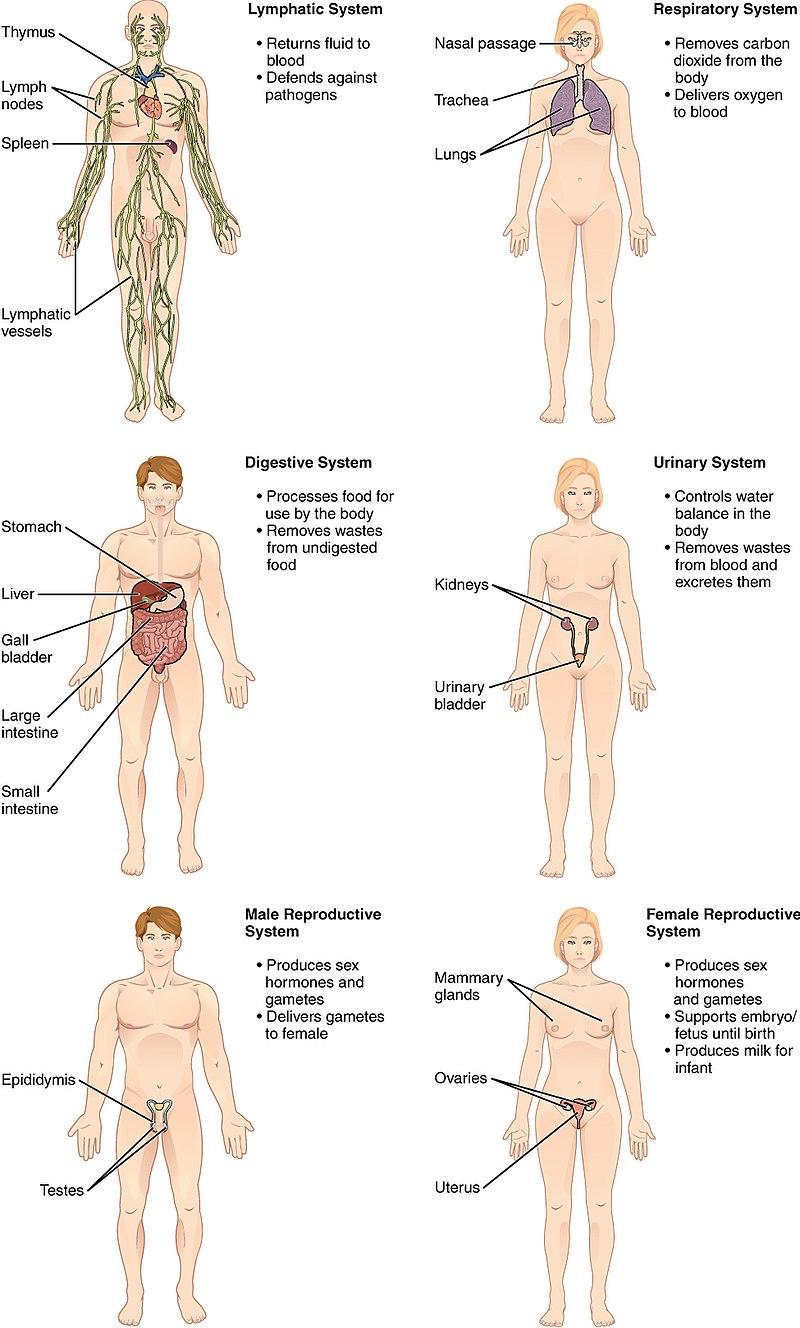 Lymphatic System
• Returns fluid to
blood
• Defends against
pathogens
Thymus
Lymph
nodes
Spleen
Lymphatic
vessels
Respiratory System
• Removes carbon
dioxide from the
body
• Delivers oxygen
to blood
Nasal passage
Trachea
Lungs
Digestive System
• Processes food for
use by the body
• Removes wastes
from undigested
food
Stomach
Liver
Gall
bladder
Large
intestine
Small
intestine
Urinary System
• Controls water
balance in the
body
• Removes wastes
from blood and
excretes them
Kidneys
Urinary
bladder
Male Reproductive
System
• Produces sex
hormones and
gametes
• Delivers gametes
to female
Epididymis
Testes
Female Reproductive
System
• Produces sex
hormones
and gametes
• Supports embryo/
fetus until birth
• Produces milk for
infant
Mammary
glands
Ovaries
Uterus